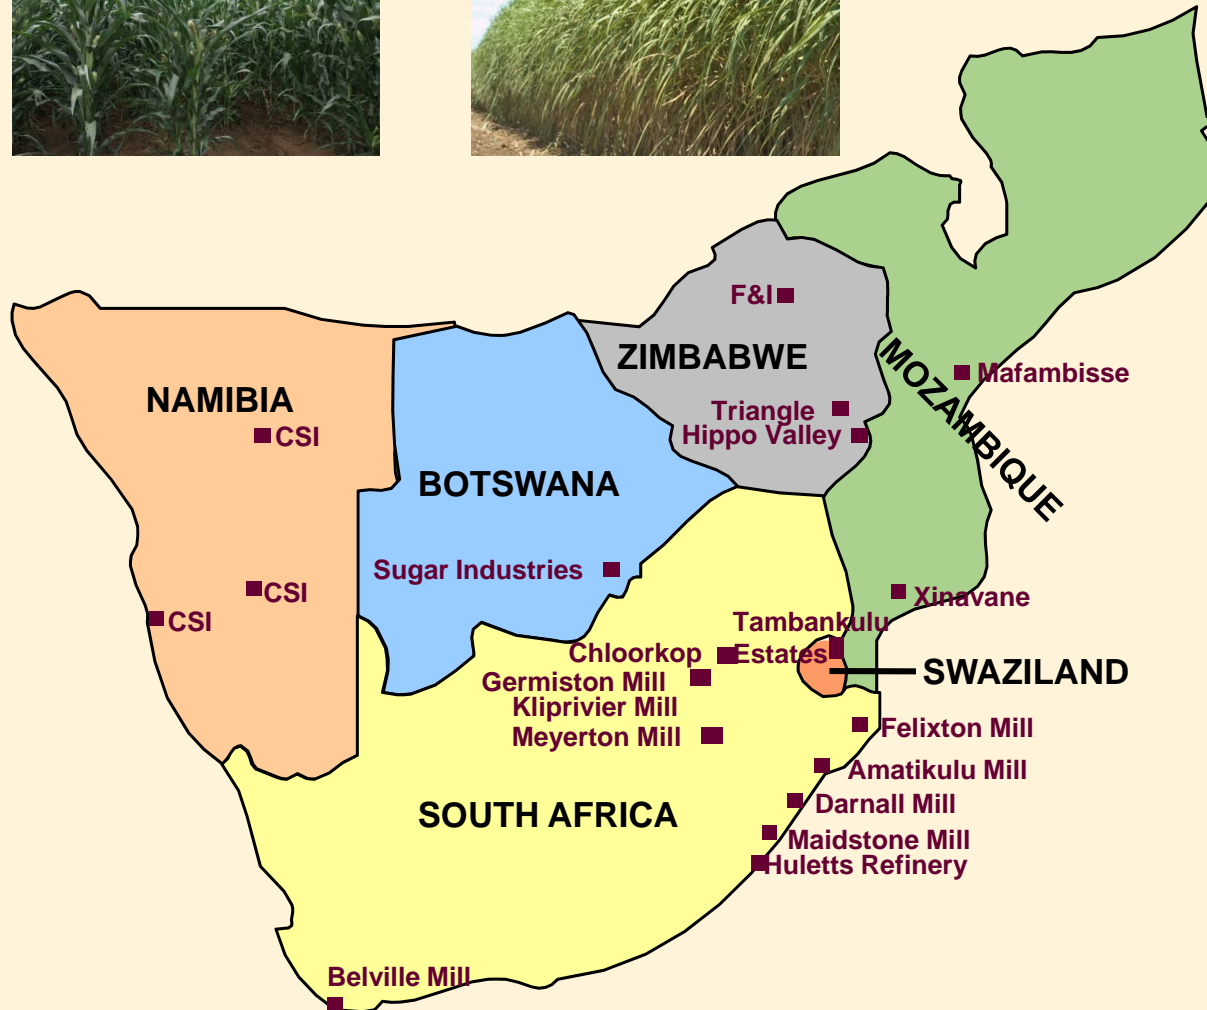 F&I
ZIMBABWE
MOZAMBIQUE
Mafambisse
NAMIBIA
Triangle
CSI
Hippo Valley
BOTSWANA
Sugar Industries
CSI
Xinavane
CSI
Tambankulu
Estates
Chloorkop
SWAZILAND
Germiston Mill
Kliprivier Mill
Meyerton Mill
Felixton Mill
Amatikulu Mill
Darnall Mill
SOUTH AFRICA
Maidstone Mill
Huletts Refinery
Belville Mill